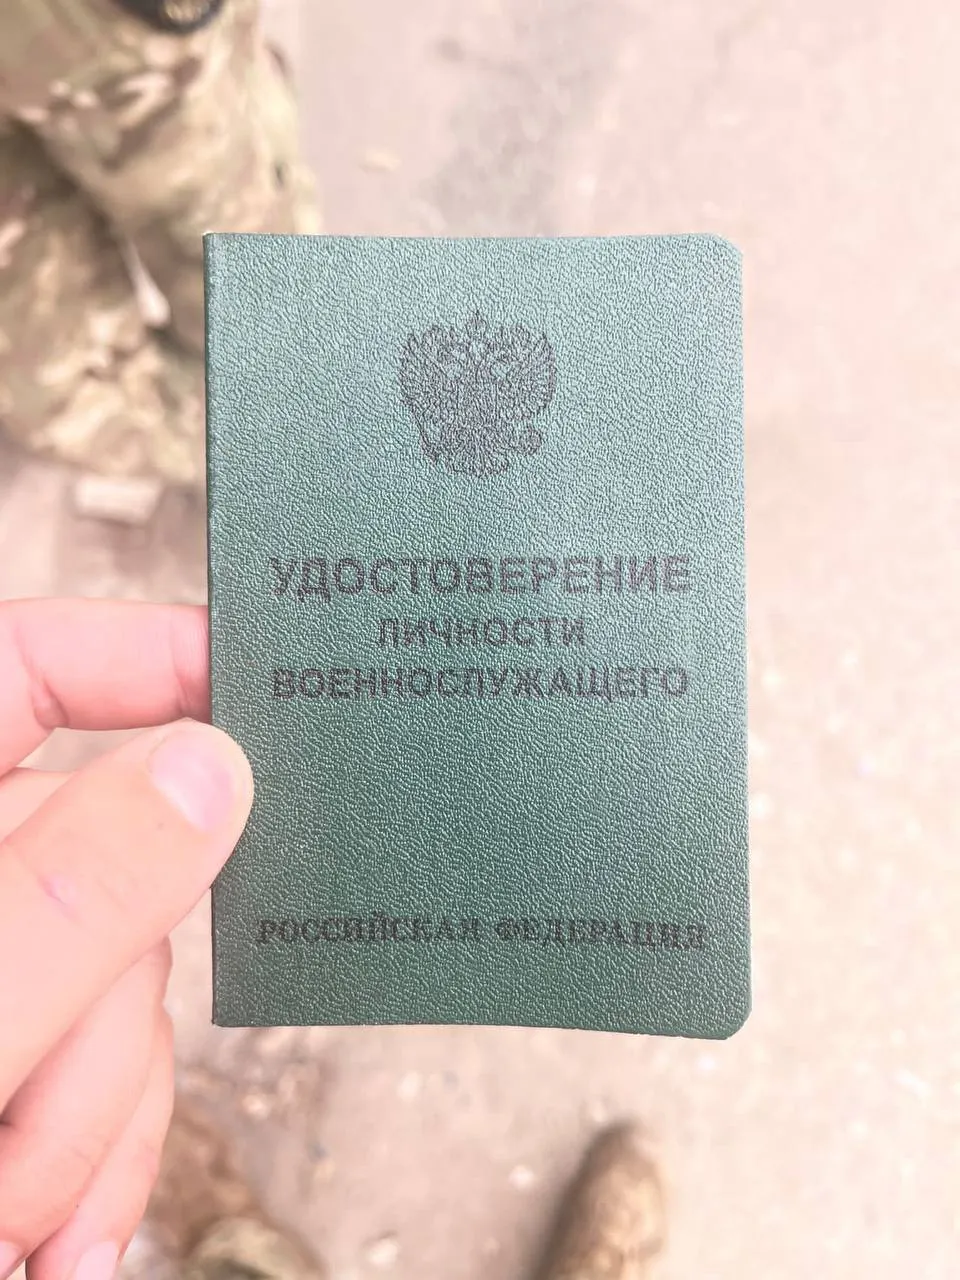 УДОСТОВЕРЕНИЕ
ЛИЧНОСТИ
ВОЕННОСЛУЖАЩЕГО
РОССИЙСКАЯ ФЕДЕРАЦИЯ